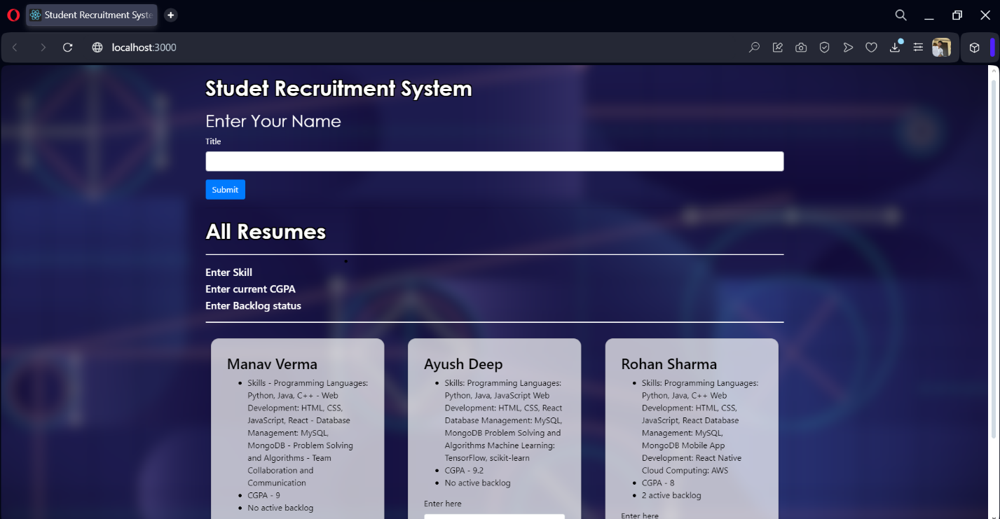 Student Recruitment Syste
localhost:3000
Studet Recruitment System
Enter Your Name
Title
Submit
All Resumes
Enter Skill
Enter current CGPA
Enter Backlog status
Manav Verma
Skills - Programming Languages:
Python, Java, C++ - Web
Development: HTML, CSS,
JavaScript, React - Database
Management: MySQL,
MongoDB - Problem Solving
and Algorithms - Team
Collaboration and
Communication
CGPA - 9
No active backlog
Ayush Deep
Skills: Programming Languages:
Python, Java, JavaScript Web
Development: HTML, CSS, React
Database Management: MySQL,
MongoDB Problem Solving and
Algorithms Machine Learning:
TensorFlow, scikit-learn
CGPA - 9.2
No active backlog
Enter here
Rohan Sharma
Skills: Programming Languages:
Python, Java, C++ Web
Development: HTML, CSS,
JavaScript, React Database
Management: MySQL,
MongoDB Mobile App
Development: React Native
Cloud Computing: AWS
CGPA - 8
2 active backlog
Enter here